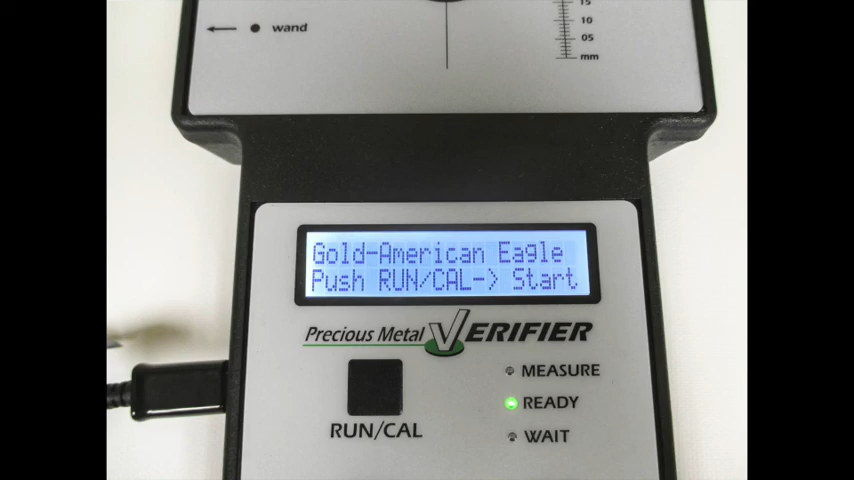 15
10
wand
05
mm
Gold-American Eagle
Push RUN/CAL-> Start
Precious Metal VERIFIER
MEASURE
READY
RUN/CAL
WAIT